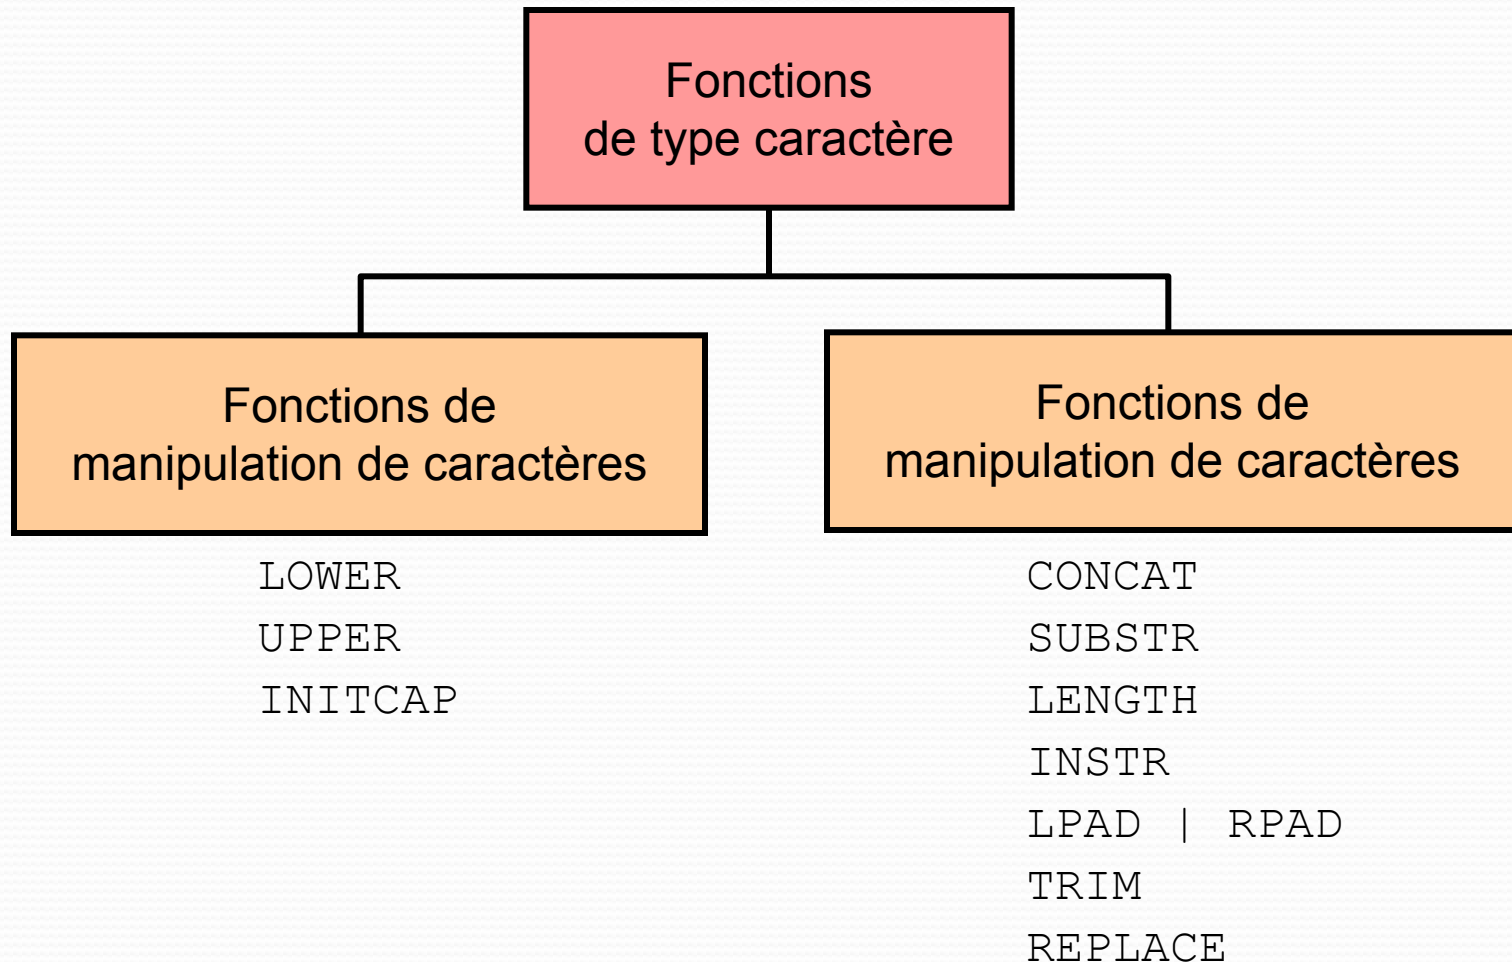 Fonctions
de type caractère
Fonctions de
manipulation de caractères
LOWER
UPPER
INITCAP
Fonctions de
manipulation de caractères
CONCAT
SUBSTR
LENGTH
INSTR
LPAD | RPAD
TRIM
REPLACE